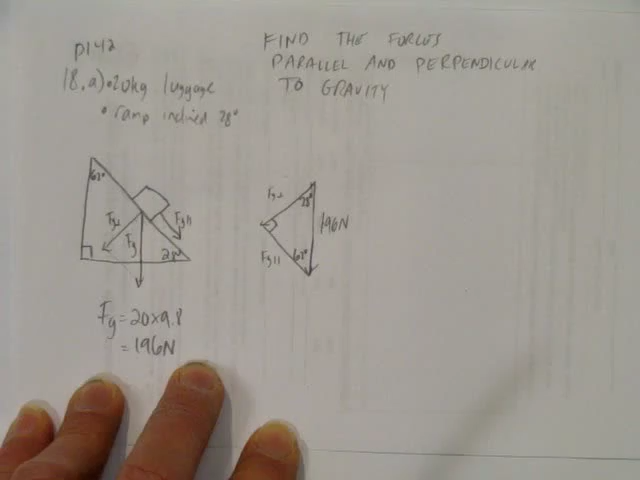 p142
18.a) • 20kg luggage
• ramp inclined 28°
FIND THE FORCES
PARALLEL AND PERPENDICULAR
TO GRAVITY
62°
Fg⊥
Fg
Fg||
28°
Fg⊥
28°
196N
62°
Fg||
Fg = 20 x 9.8
= 196N